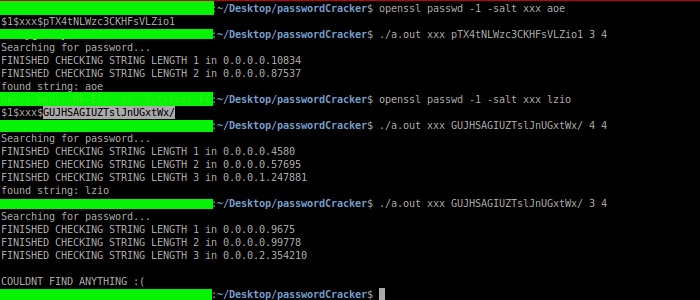 :~/Desktop/passwordCracker$ openssl passwd -1 -salt xxx aoe
$1$xxx$pTX4tNLWzc3CKHFsVLZio1
:~/Desktop/passwordCracker$ ./a.out xxx pTX4tNLWzc3CKHFsVLZio1 3 4
Searching for password...
FINISHED CHECKING STRING LENGTH 1 in 0.0.0.0.10834
FINISHED CHECKING STRING LENGTH 2 in 0.0.0.0.87537
found string: aoe
:~/Desktop/passwordCracker$ openssl passwd -1 -salt xxx lzio
$1$xxx$GUJHSAGIUZTslJnUGxtWx/
:~/Desktop/passwordCracker$ ./a.out xxx GUJHSAGIUZTslJnUGxtWx/ 4 4
Searching for password...
FINISHED CHECKING STRING LENGTH 1 in 0.0.0.0.4580
FINISHED CHECKING STRING LENGTH 2 in 0.0.0.0.57695
FINISHED CHECKING STRING LENGTH 3 in 0.0.0.1.247881
found string: lzio
:~/Desktop/passwordCracker$ ./a.out xxx GUJHSAGIUZTslJnUGxtWx/ 3 4
Searching for password...
FINISHED CHECKING STRING LENGTH 1 in 0.0.0.0.9675
FINISHED CHECKING STRING LENGTH 2 in 0.0.0.0.99778
FINISHED CHECKING STRING LENGTH 3 in 0.0.0.2.354210
COULDNT FIND ANYTHING :(
:~/Desktop/passwordCracker$